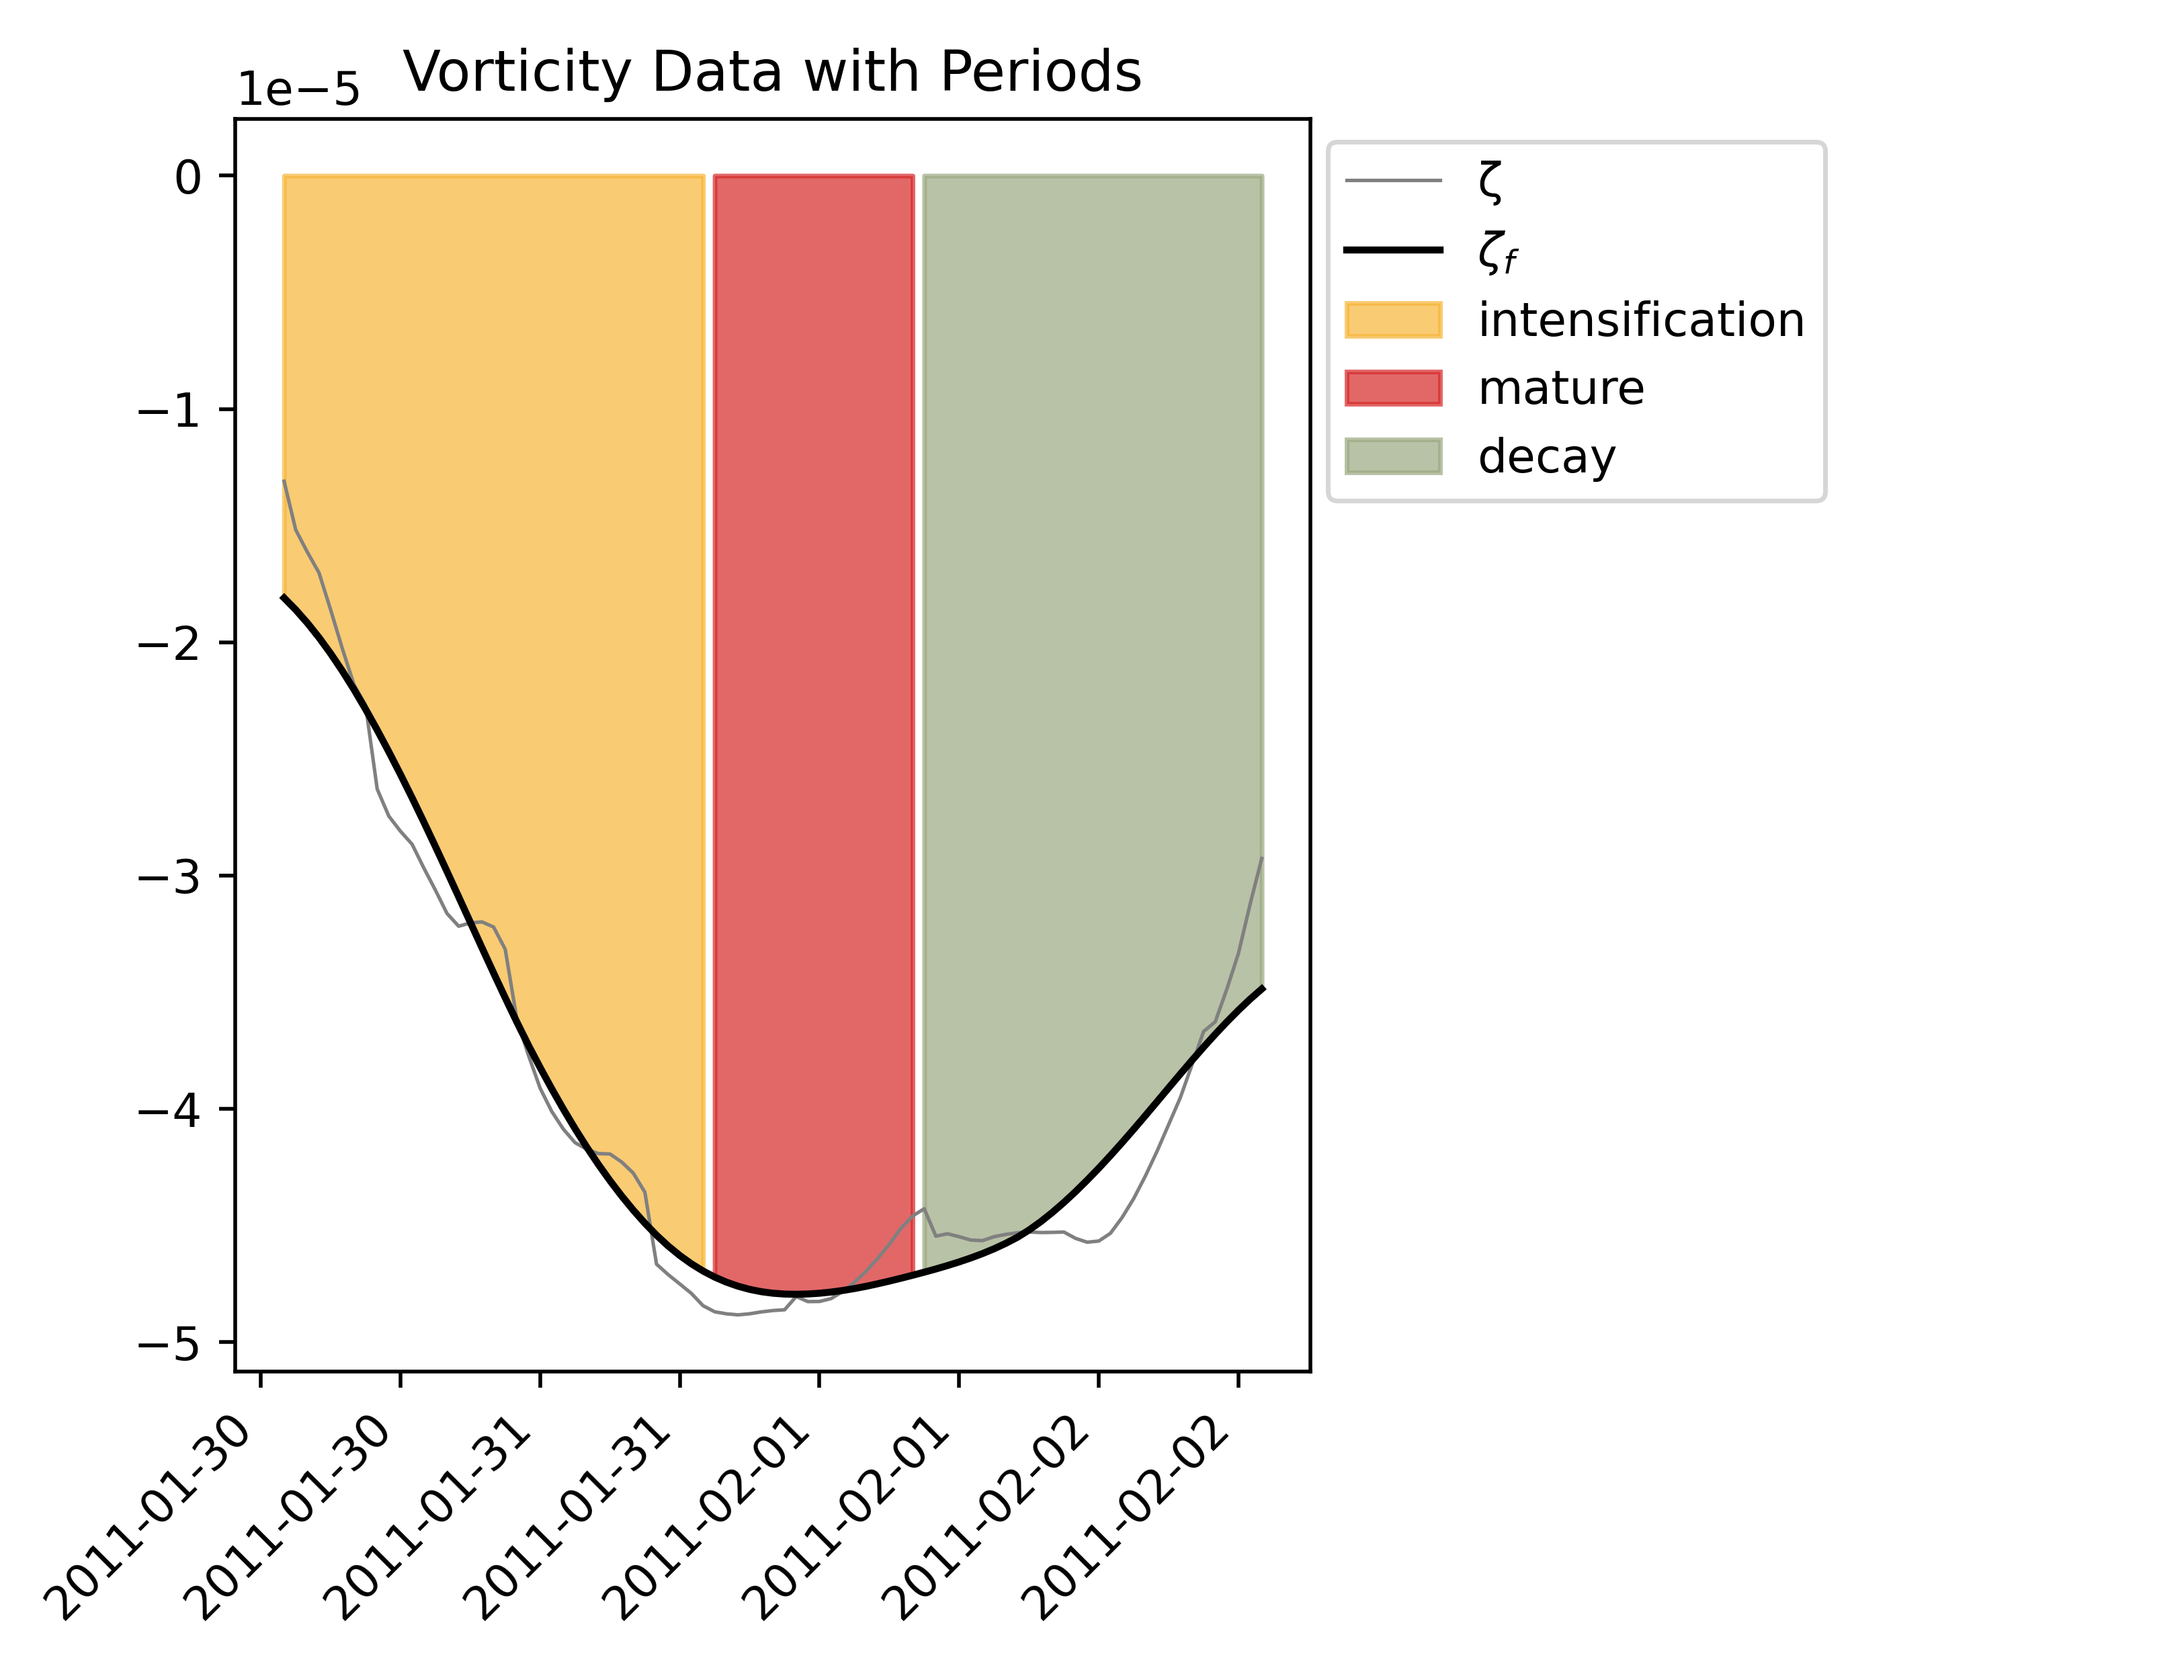 Vorticity Data with Periods
1e−5
0
−1
−2
−3
−4
−5
2011-01-30
2011-01-30
2011-01-31
2011-01-31
2011-02-01
2011-02-01
2011-02-02
2011-02-02
ζ
ζf
intensification
mature
decay